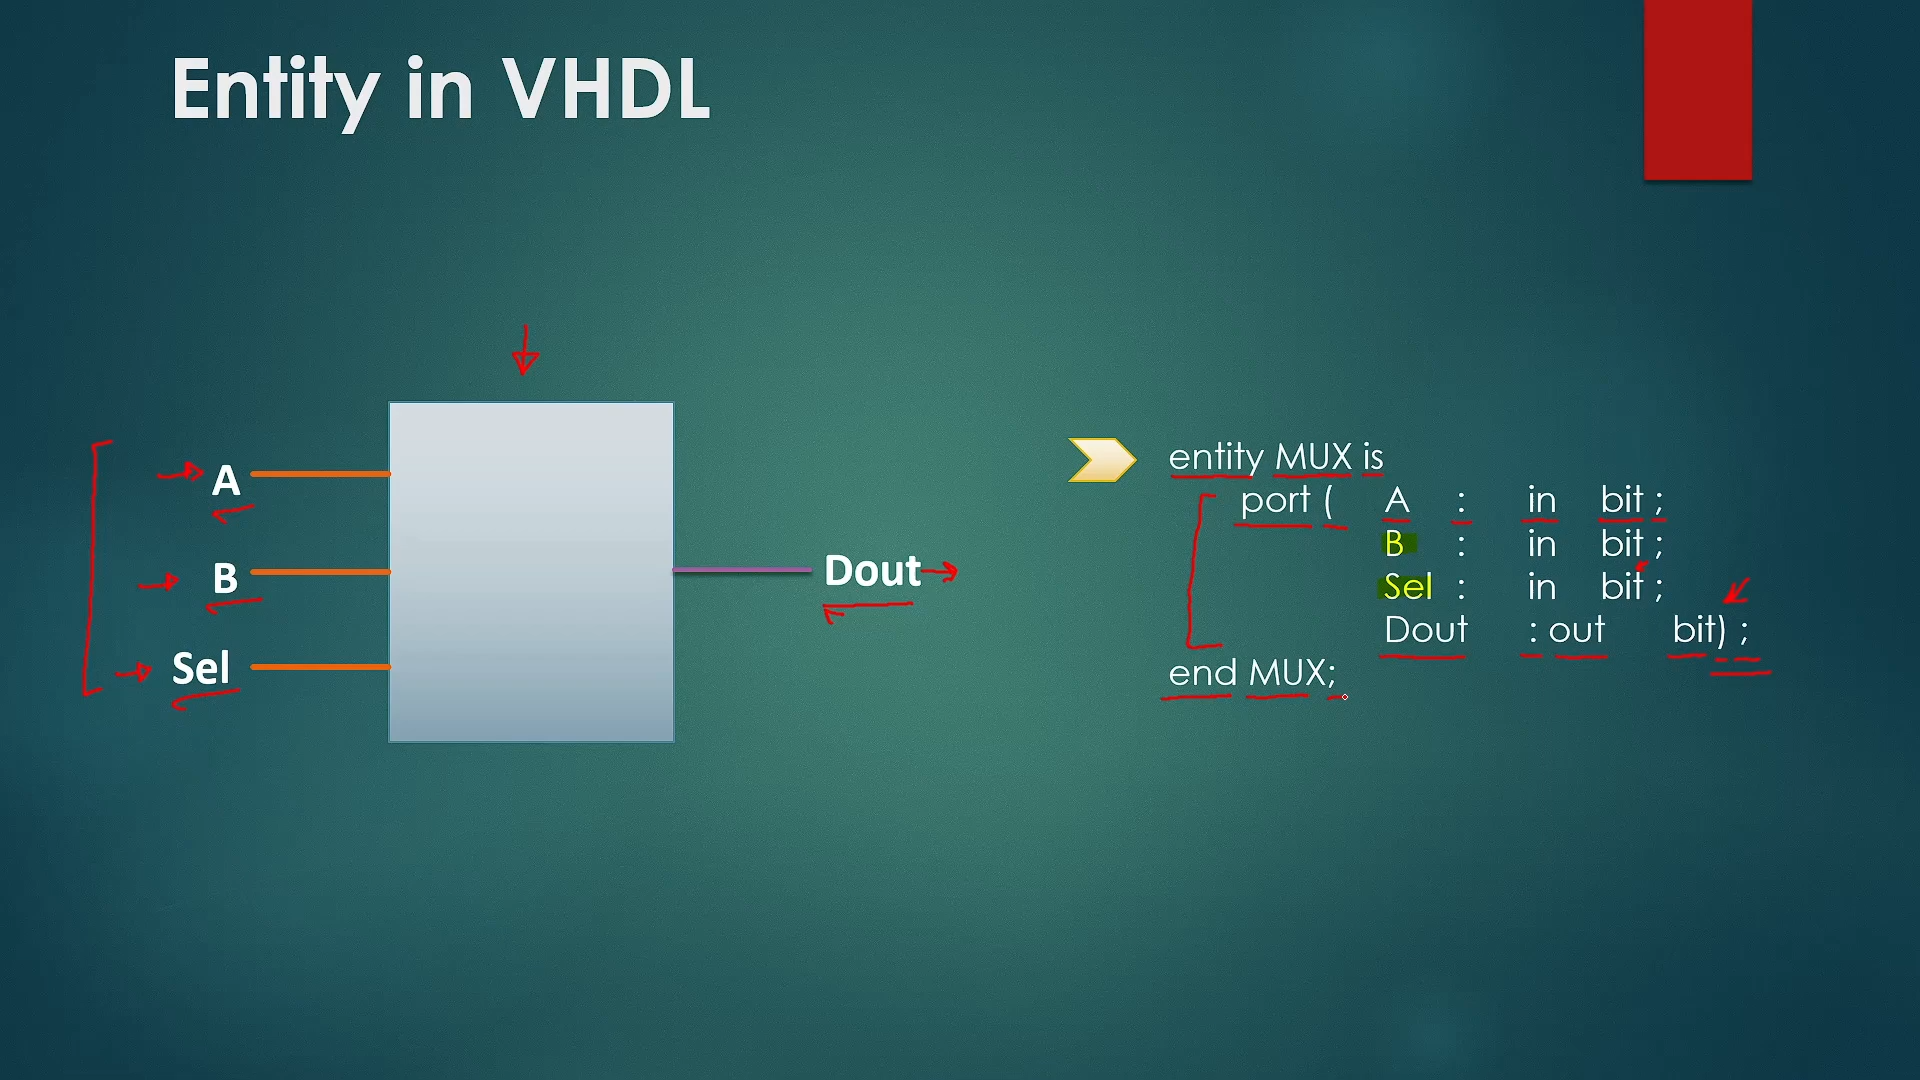 Entity in VHDL
A
B
Sel
Dout
entity MUX is
port ( A : in bit ;
B : in bit ;
Sel : in bit ;
Dout : out bit) ;
end MUX;